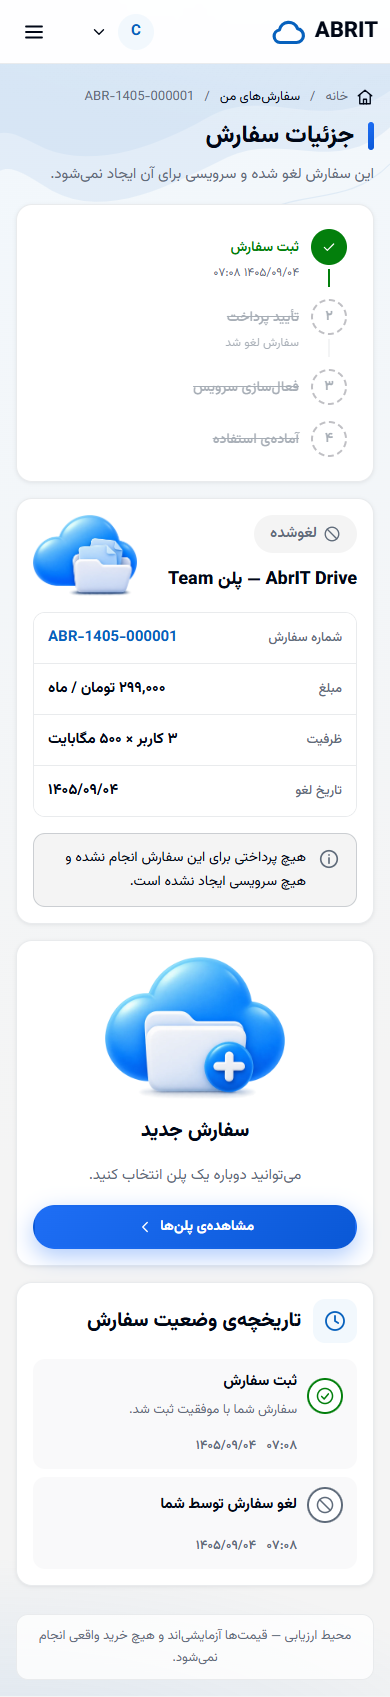 ABRIT
C
خانه / سفارش‌های من / ABR-1405-000001
جزئیات سفارش
این سفارش لغو شده و سرویسی برای آن ایجاد نمی‌شود.
ثبت سفارش
۱۴۰۵/۰۹/۰۴ ۰۷:۰۸
۲
تأیید پرداخت
سفارش لغو شد
۳
فعال‌سازی سرویس
۴
آماده‌ی استفاده
لغوشده
AbrIT Drive — پلن Team
شماره سفارش
ABR-1405-000001
مبلغ
۲۹۹,۰۰۰ تومان / ماه
ظرفیت
۳ کاربر × ۵۰۰ مگابایت
تاریخ لغو
۱۴۰۵/۰۹/۰۴
هیچ پرداختی برای این سفارش انجام نشده و
هیچ سرویسی ایجاد نشده است.
سفارش جدید
می‌توانید دوباره یک پلن انتخاب کنید.
مشاهده‌ی پلن‌ها
تاریخچه‌ی وضعیت سفارش
ثبت سفارش
سفارش شما با موفقیت ثبت شد.
۰۷:۰۸ ۱۴۰۵/۰۹/۰۴
لغو سفارش توسط شما
۰۷:۰۸ ۱۴۰۵/۰۹/۰۴
محیط ارزیابی — قیمت‌ها آزمایشی‌اند و هیچ خرید واقعی انجام
نمی‌شود.